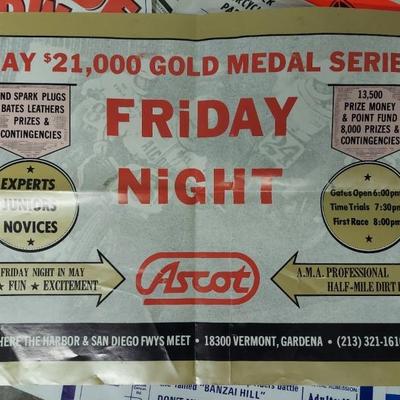 AY $21,000 GOLD MEDAL SERIE
ND SPARK PLUGS
BATES LEATHERS
PRIZES &
CONTINGENCIES
FRiDAY
NiGHT
13,500
PRIZE MONEY
& POINT FUND
8,000 PRIZES &
CONTINGENCIES
EXPERTS
JUNIORS
NOVICES
Gates Open 6:00pm
Time Trials 7:30pm
First Race 8:00pm
FRIDAY NIGHT IN MAY
★ FUN ★ EXCITEMENT
Ascot
A.M.A. PROFESSIONAL
HALF-MILE DIRT
HERE THE HARBOR & SAN DIEGO FWYS MEET • 18300 VERMONT, GARDENA • (213) 321-1610
"BANZAI HILL"